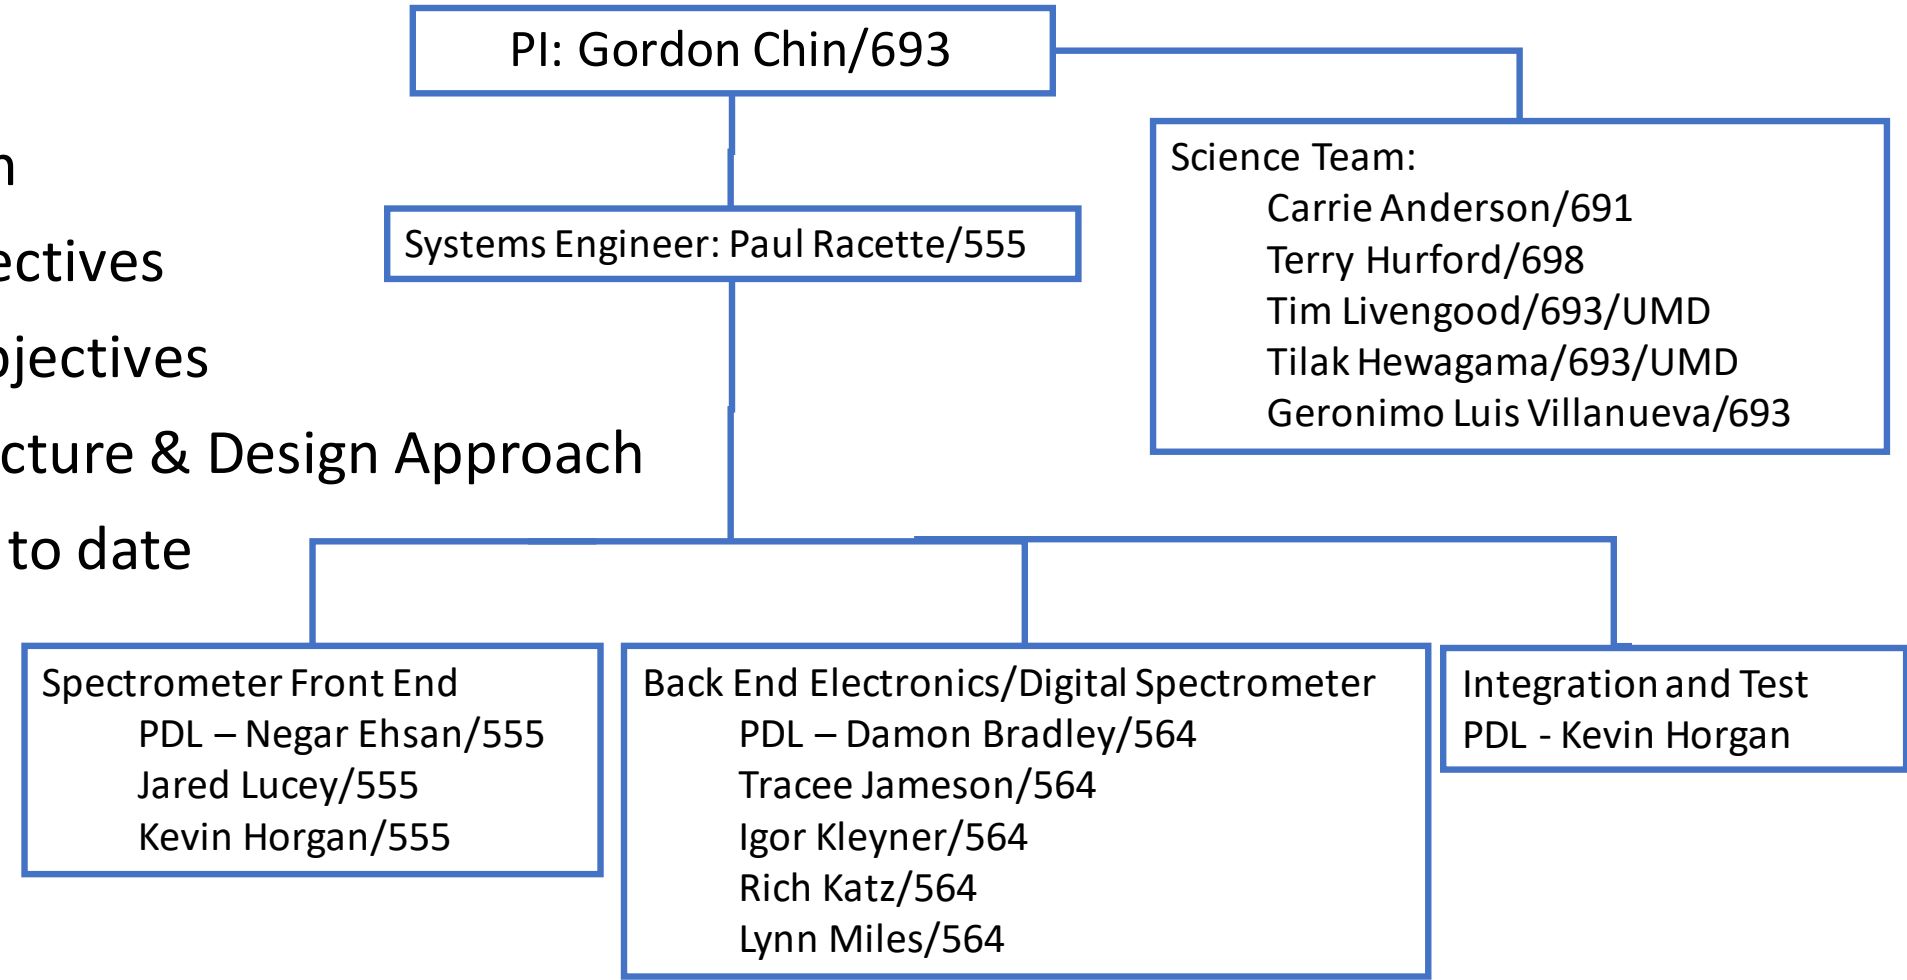 PI: Gordon Chin/693
Science Team:
Carrie Anderson/691
Terry Hurford/698
Tim Livengood/693/UMD
Tilak Hewagama/693/UMD
Geronimo Luis Villanueva/693
Systems Engineer: Paul Racette/555
ectives
ojectives
cture & Design Approach
to date
Spectrometer Front End
PDL – Negar Ehsan/555
Jared Lucey/555
Kevin Horgan/555
Back End Electronics/Digital Spectrometer
PDL – Damon Bradley/564
Tracee Jameson/564
Igor Kleyner/564
Rich Katz/564
Lynn Miles/564
Integration and Test
PDL - Kevin Horgan